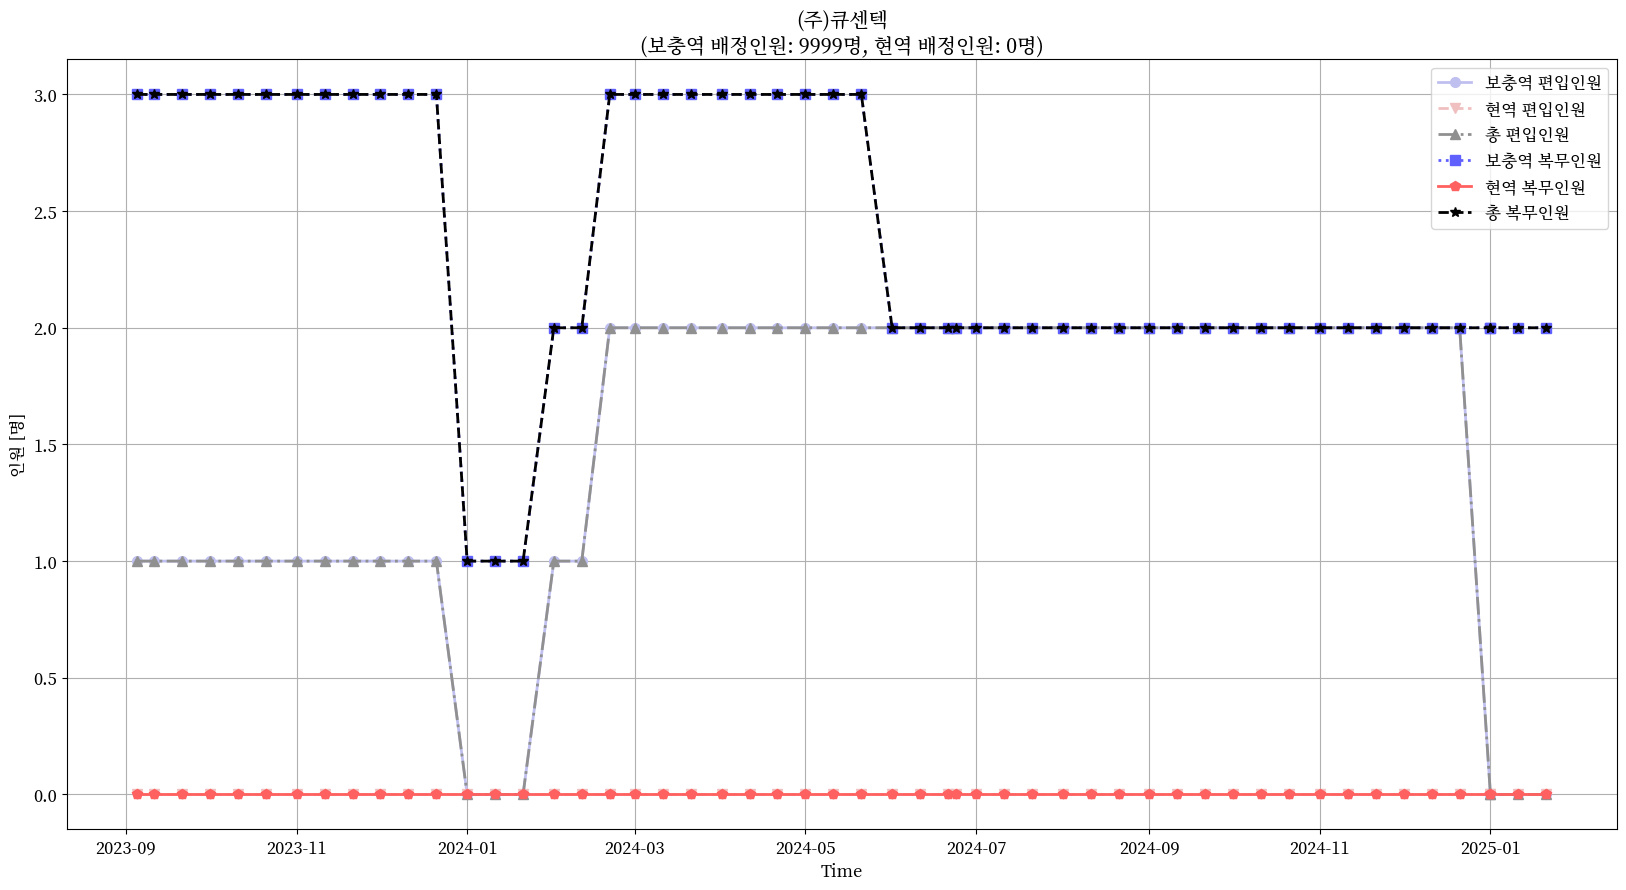 (주)큐센텍
(보충역 배정인원: 9999명, 현역 배정인원: 0명)
보충역 편입인원
현역 편입인원
총 편입인원
보충역 복무인원
현역 복무인원
총 복무인원
인원 [명]
3.0
2.5
2.0
1.5
1.0
0.5
0.0
2023-09
2023-11
2024-01
2024-03
2024-05
2024-07
2024-09
2024-11
2025-01
Time